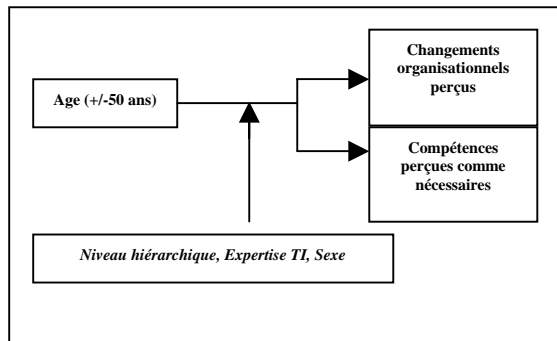 Changements
organisationnels
perçus
Age (+/-50 ans)
Compétences
perçues comme
nécessaires
Niveau hiérarchique, Expertise TI, Sexe